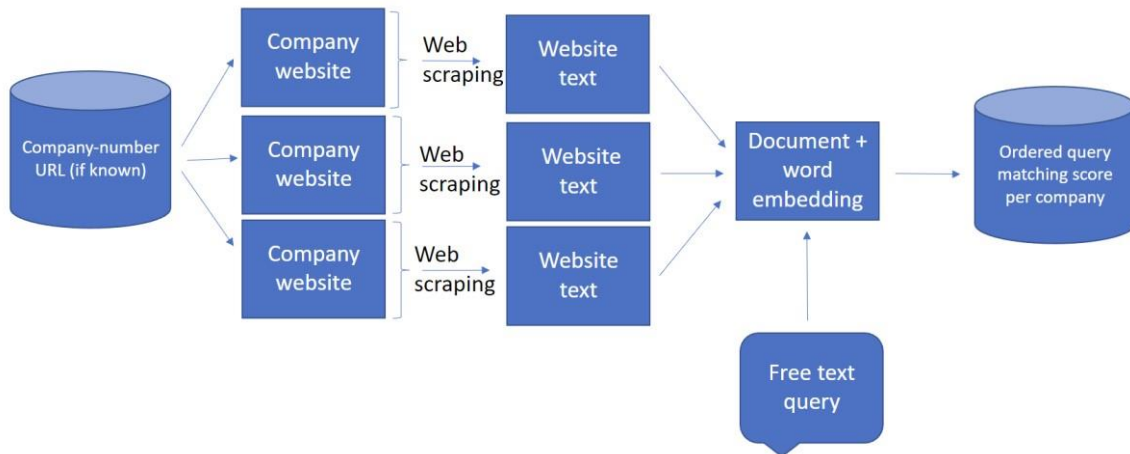 Company-number
URL (if known)
Company
website
Web
scraping
Website
text
Company
website
Web
scraping
Website
text
Company
website
Web
scraping
Website
text
Document +
word
embedding
Ordered query
matching score
per company
Free text
query